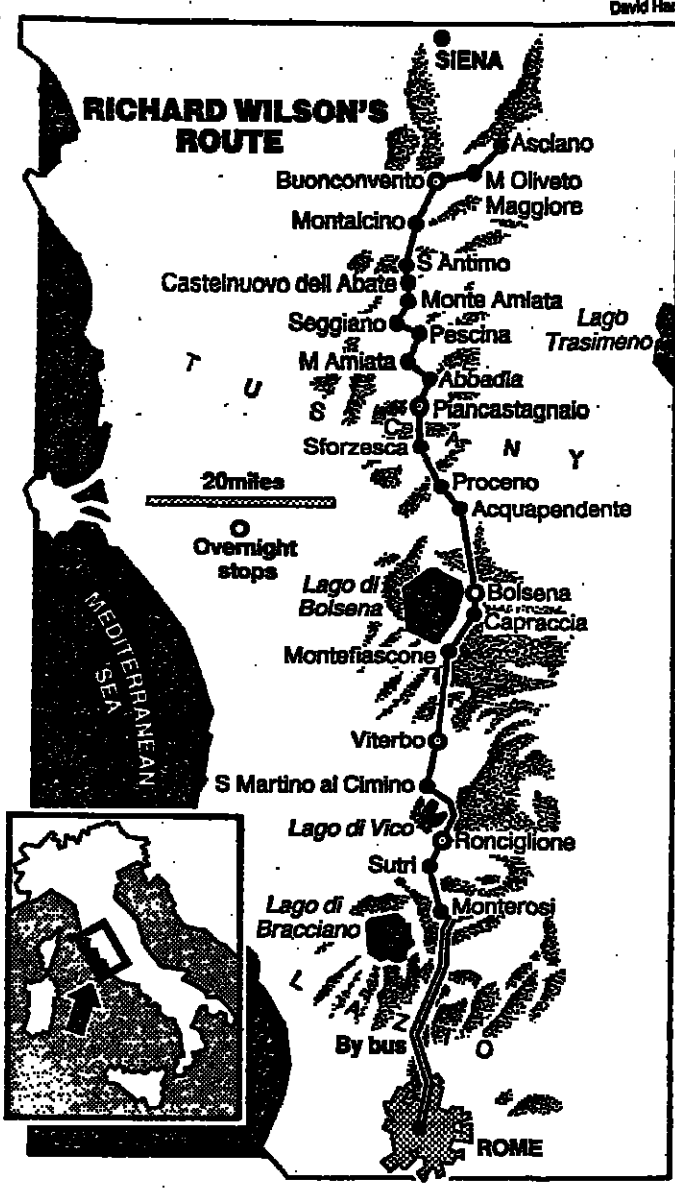 David Har
SIENA
RICHARD WILSON'S
ROUTE
Asciano
Buonconvento
M Oliveto
Maggiore
Montalcino
S Antimo
Castelnuovo dell Abate
Monte Amiata
Seggiano
Pescina
Lago
Trasimeno
M Amiata
Abbadia
T U S C A N Y
Piancastagnaio
Sforzesca
20miles
Proceno
Acquapendente
Overnight
stops
Lago di
Bolsena
Bolsena
Capraccia
MEDITERRANEAN
SEA
Montefiascone
Viterbo
S Martino al Cimino
Lago di Vico
Ronciglione
Sutri
Lago di
Bracciano
Monterosi
L A Z I O
By bus
ROME